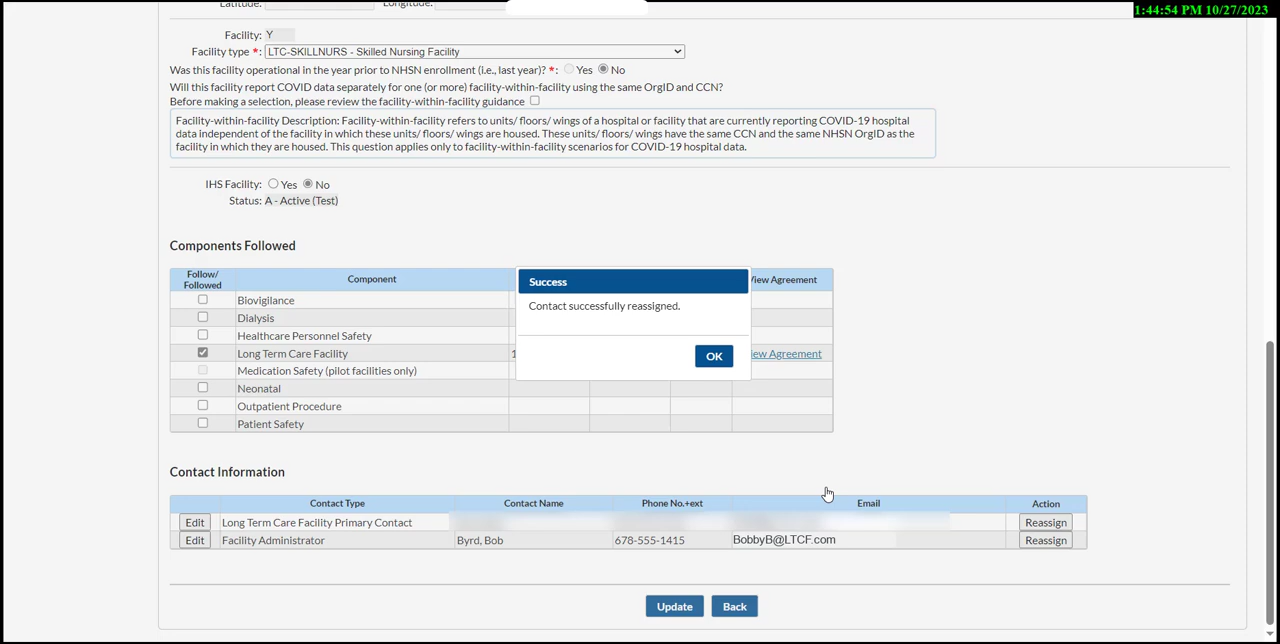 1:44:54 PM 10/27/2023
Latitude: Longitude:
Facility: Y
Facility type *: LTC-SKILLNURS - Skilled Nursing Facility
Was this facility operational in the year prior to NHSN enrollment (i.e., last year)? *: Yes No
Will this facility report COVID data separately for one (or more) facility-within-facility using the same OrgID and CCN?
Before making a selection, please review the facility-within-facility guidance
Facility-within-facility Description: Facility-within-facility refers to units/ floors/ wings of a hospital or facility that are currently reporting COVID-19 hospital
data independent of the facility in which these units/ floors/ wings are housed. These units/ floors/ wings have the same CCN and the same NHSN OrgID as the
facility in which they are housed. This question applies only to facility-within-facility scenarios for COVID-19 hospital data.
IHS Facility: Yes No
Status: A - Active (Test)
Components Followed
Follow/
Followed
Component
View Agreement
Biovigilance
Dialysis
Healthcare Personnel Safety
Long Term Care Facility 1 View Agreement
Medication Safety (pilot facilities only)
Neonatal
Outpatient Procedure
Patient Safety
Success
Contact successfully reassigned.
OK
Contact Information
Contact Type Contact Name Phone No.+ext Email Action
Edit Long Term Care Facility Primary Contact Reassign
Edit Facility Administrator Byrd, Bob 678-555-1415 BobbyB@LTCF.com Reassign
Update Back